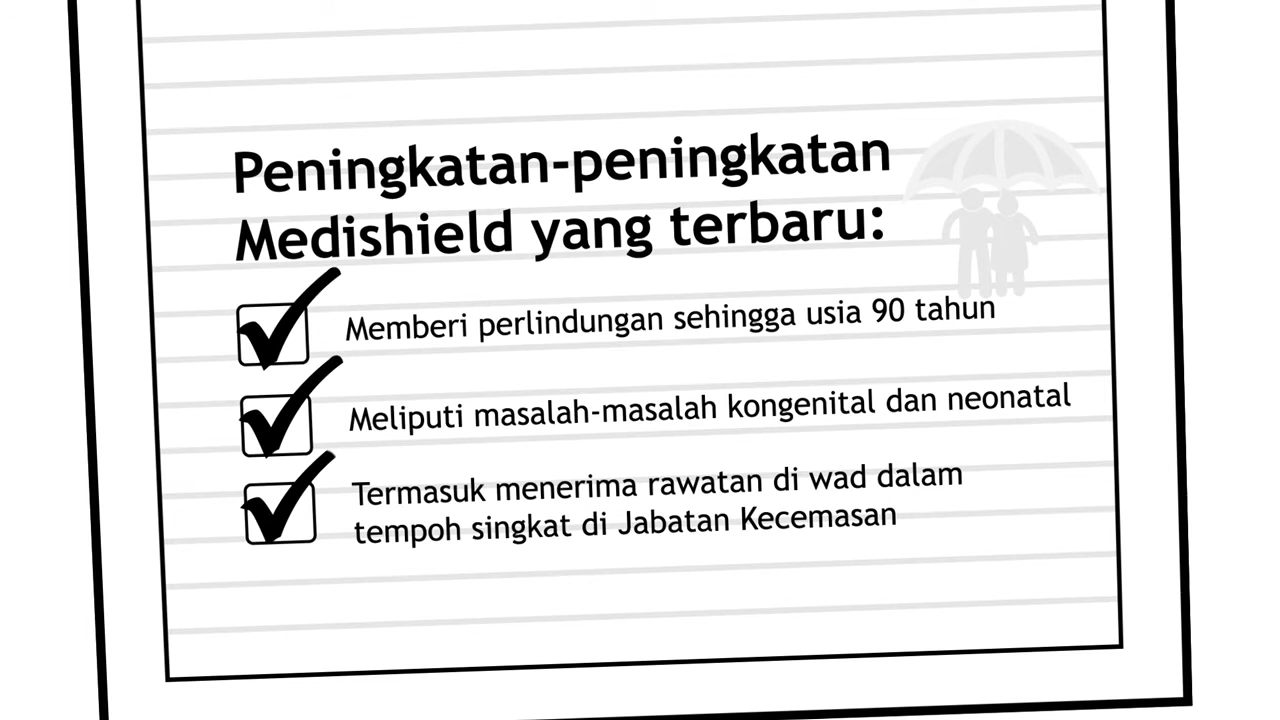 Peningkatan-peningkatan
Medishield yang terbaru:
Memberi perlindungan sehingga usia 90 tahun
Meliputi masalah-masalah kongenital dan neonatal
Termasuk menerima rawatan di wad dalam
tempoh singkat di Jabatan Kecemasan